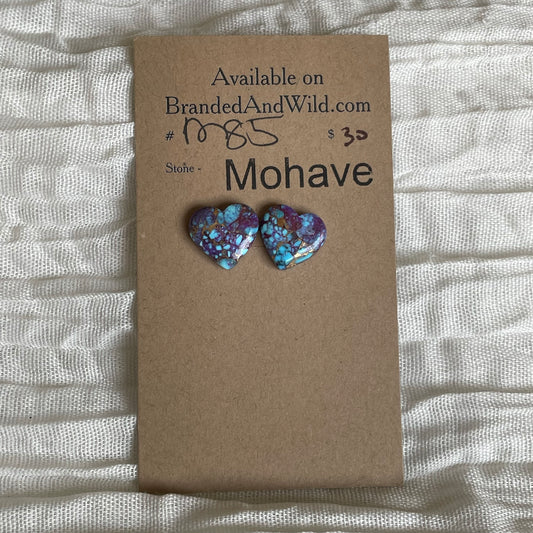 Available on
BrandedAndWild.com
# M85 $ 30
Stone - Mohave